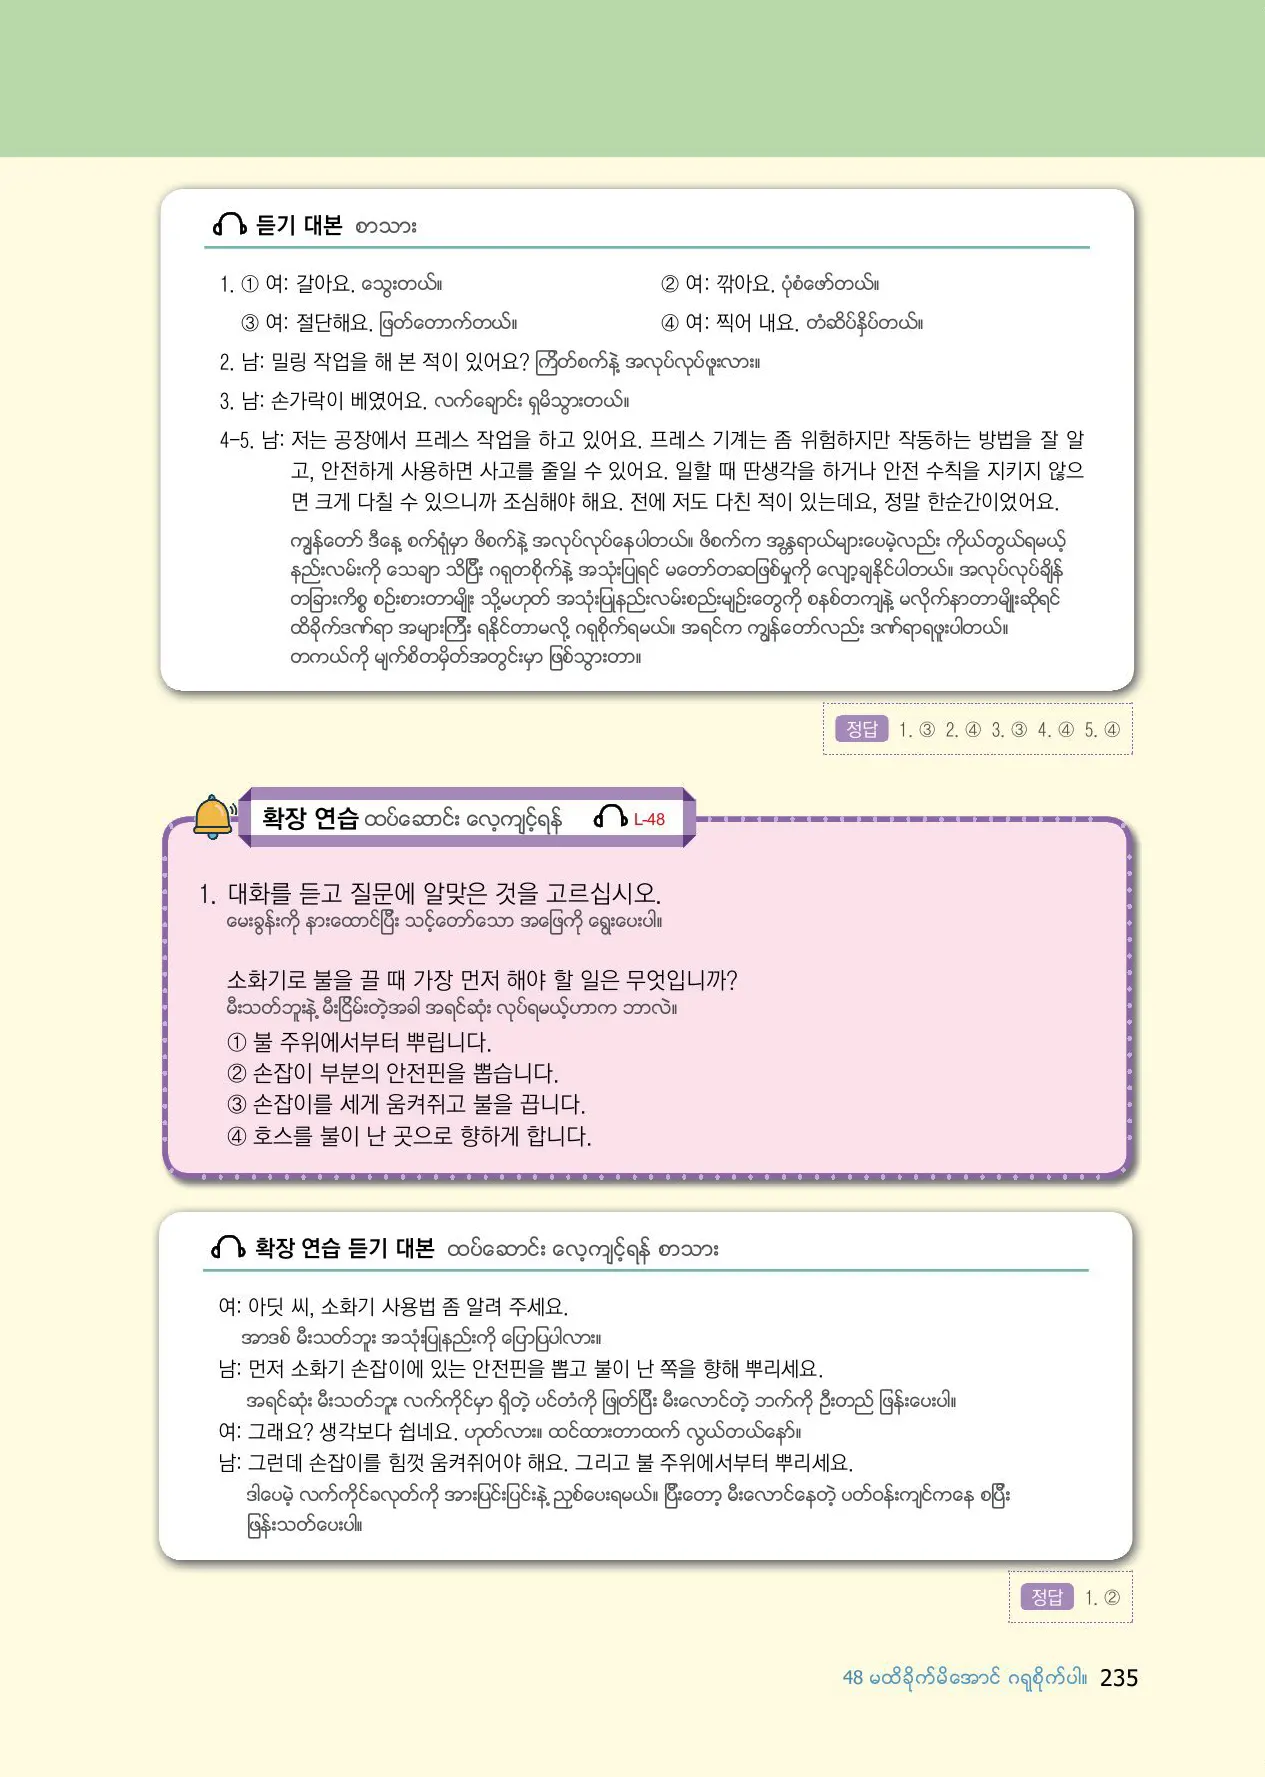 듣기 대본 စာသား
1. ① 여: 갈아요. သွေးတယ်။ ② 여: 깎아요. ပုံစံဖော်တယ်။
③ 여: 절단해요. ဖြတ်တောက်တယ်။ ④ 여: 찍어 내요. တံဆိပ်နှိပ်တယ်။
2. 남: 밀링 작업을 해 본 적이 있어요? ကြိတ်စက်နဲ့ အလုပ်လုပ်ဖူးလား။
3. 남: 손가락이 베였어요. လက်ချောင်း ရှမိသွားတယ်။
4-5. 남: 저는 공장에서 프레스 작업을 하고 있어요. 프레스 기계는 좀 위험하지만 작동하는 방법을 잘 알
고, 안전하게 사용하면 사고를 줄일 수 있어요. 일할 때 딴생각을 하거나 안전 수칙을 지키지 않으
면 크게 다칠 수 있으니까 조심해야 해요. 전에 저도 다친 적이 있는데요, 정말 한순간이었어요.
ကျွန်တော် ဒီနေ့ စက်ရုံမှာ ဖိစက်နဲ့ အလုပ်လုပ်နေပါတယ်။ ဖိစက်က အန္တရာယ်များပေမဲ့လည်း ကိုယ်တွယ်ရမယ့်
နည်းလမ်းကို သေချာ သိပြီး ဂရုတစိုက်နဲ့ အသုံးပြုရင် မတော်တဆဖြစ်မှုကို လျော့ချနိုင်ပါတယ်။ အလုပ်လုပ်ချိန်
တခြားကိစ္စ စဉ်းစားတာမျိုး သို့မဟုတ် အသုံးပြုနည်းလမ်းစည်းမျဉ်းတွေကို စနစ်တကျနဲ့ မလိုက်နာတာမျိုးဆိုရင်
ထိခိုက်ဒဏ်ရာ အများကြီး ရနိုင်တာမလို့ ဂရုစိုက်ရမယ်။ အရင်က ကျွန်တော်လည်း ဒဏ်ရာရဖူးပါတယ်။
တကယ်ကို မျက်စိတမှိတ်အတွင်းမှာ ဖြစ်သွားတာ။
정답 1. ③ 2. ④ 3. ③ 4. ④ 5. ④
확장 연습 ထပ်ဆောင်း လေ့ကျင့်ရန် L-48
1. 대화를 듣고 질문에 알맞은 것을 고르십시오.
မေးခွန်းကို နားထောင်ပြီး သင့်တော်သော အဖြေကို ရွေးပေးပါ။
소화기로 불을 끌 때 가장 먼저 해야 할 일은 무엇입니까?
မီးသတ်ဘူးနဲ့ မီးငြိမ်းတဲ့အခါ အရင်ဆုံး လုပ်ရမယ့်ဟာက ဘာလဲ။
① 불 주위에서부터 뿌립니다.
② 손잡이 부분의 안전핀을 뽑습니다.
③ 손잡이를 세게 움켜쥐고 불을 끕니다.
④ 호스를 불이 난 곳으로 향하게 합니다.
확장 연습 듣기 대본 ထပ်ဆောင်း လေ့ကျင့်ရန် စာသား
여: 아딧 씨, 소화기 사용법 좀 알려 주세요.
အာဒစ် မီးသတ်ဘူး အသုံးပြုနည်းကို ပြောပြပါလား။
남: 먼저 소화기 손잡이에 있는 안전핀을 뽑고 불이 난 쪽을 향해 뿌리세요.
အရင်ဆုံး မီးသတ်ဘူး လက်ကိုင်မှာ ရှိတဲ့ ပင်တံကို ဖြုတ်ပြီး မီးလောင်တဲ့ ဘက်ကို ဦးတည် ဖြန်းပေးပါ။
여: 그래요? 생각보다 쉽네요. ဟုတ်လား။ ထင်ထားတာထက် လွယ်တယ်နော်။
남: 그런데 손잡이를 힘껏 움켜쥐어야 해요. 그리고 불 주위에서부터 뿌리세요.
ဒါပေမဲ့ လက်ကိုင်ခလုတ်ကို အားပြင်းပြင်းနဲ့ ညှစ်ပေးရမယ်။ ပြီးတော့ မီးလောင်နေတဲ့ ပတ်ဝန်းကျင်ကနေ စပြီး
ဖြန်းသတ်ပေးပါ။
정답 1. ②
48 မထိခိုက်မိအောင် ဂရုစိုက်ပါ။ 235